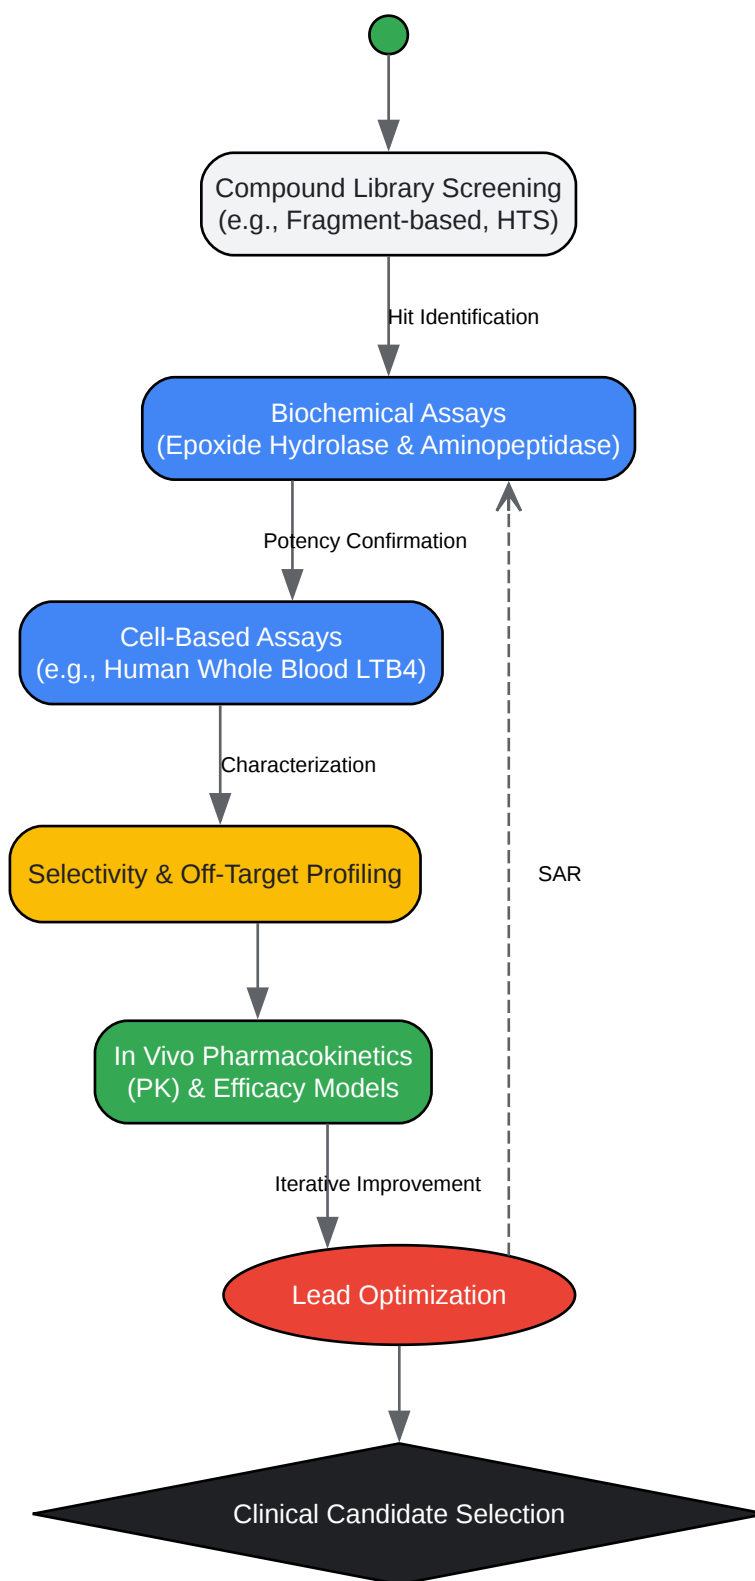 Compound Library Screening
(e.g., Fragment-based, HTS)
Hit Identification
Biochemical Assays
(Epoxide Hydrolase & Aminopeptidase)
Potency Confirmation
Cell-Based Assays
(e.g., Human Whole Blood LTB4)
Characterization
Selectivity & Off-Target Profiling
SAR
In Vivo Pharmacokinetics
(PK) & Efficacy Models
Iterative Improvement
Lead Optimization
Clinical Candidate Selection